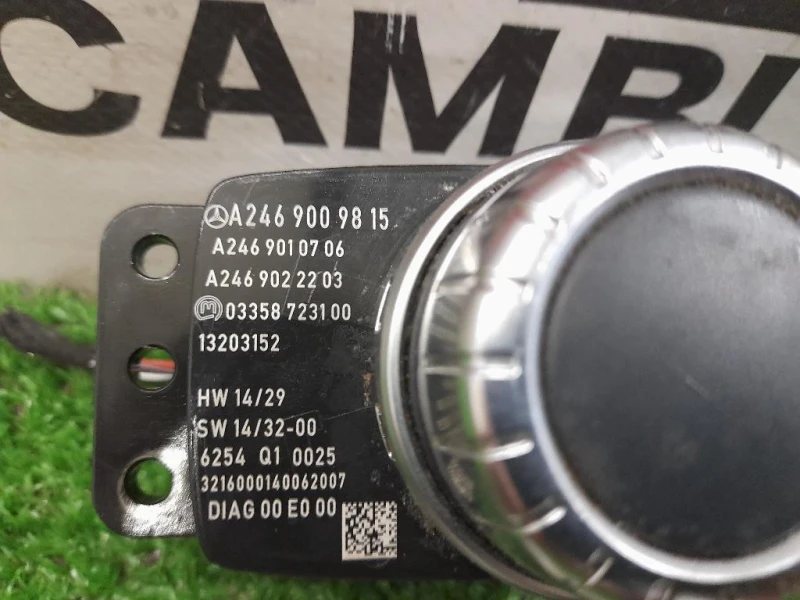 CAMBI
A246 900 98 15
A246 901 07 06
A246 902 22 03
03358 7231 00
13203152
HW 14/29
SW 14/32-00
6254 Q1 0025
3216000140062007
DIAG 00 E0 00